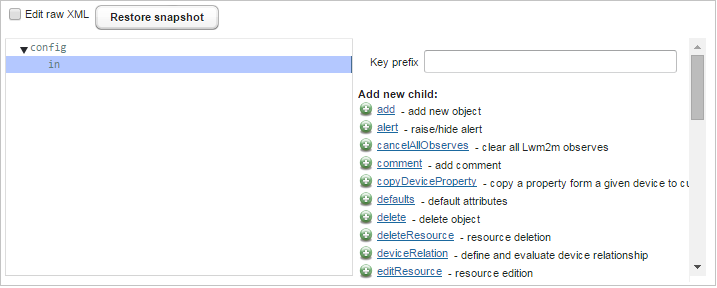 Edit raw XML Restore snapshot
config
in
Key prefix
Add new child:
add - add new object
alert - raise/hide alert
cancelAllObserves - clear all Lwm2m observes
comment - add comment
copyDeviceProperty - copy a property form a given device to cu
defaults - default attributes
delete - delete object
deleteResource - resource deletion
deviceRelation - define and evaluate device relationship
editResource - resource edition